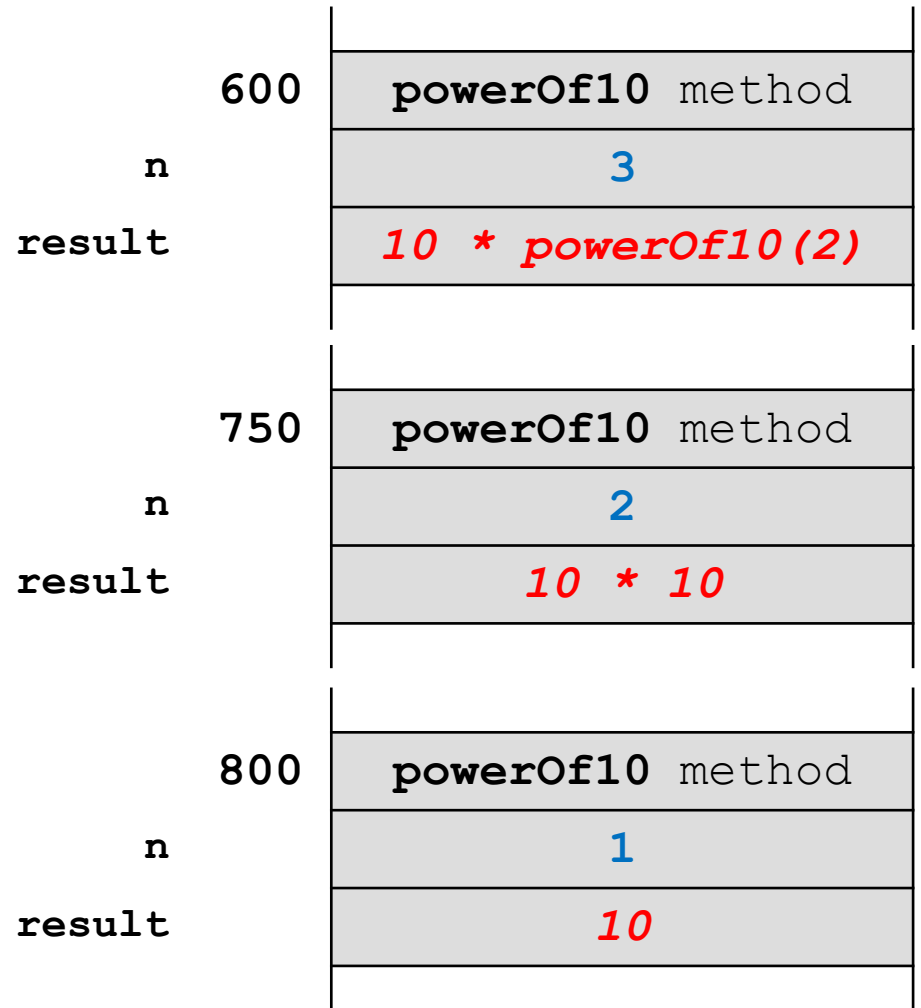 600 powerOf10 method
n 3
result 10 * powerOf10(2)
750 powerOf10 method
n 2
result 10 * 10
800 powerOf10 method
n 1
result 10